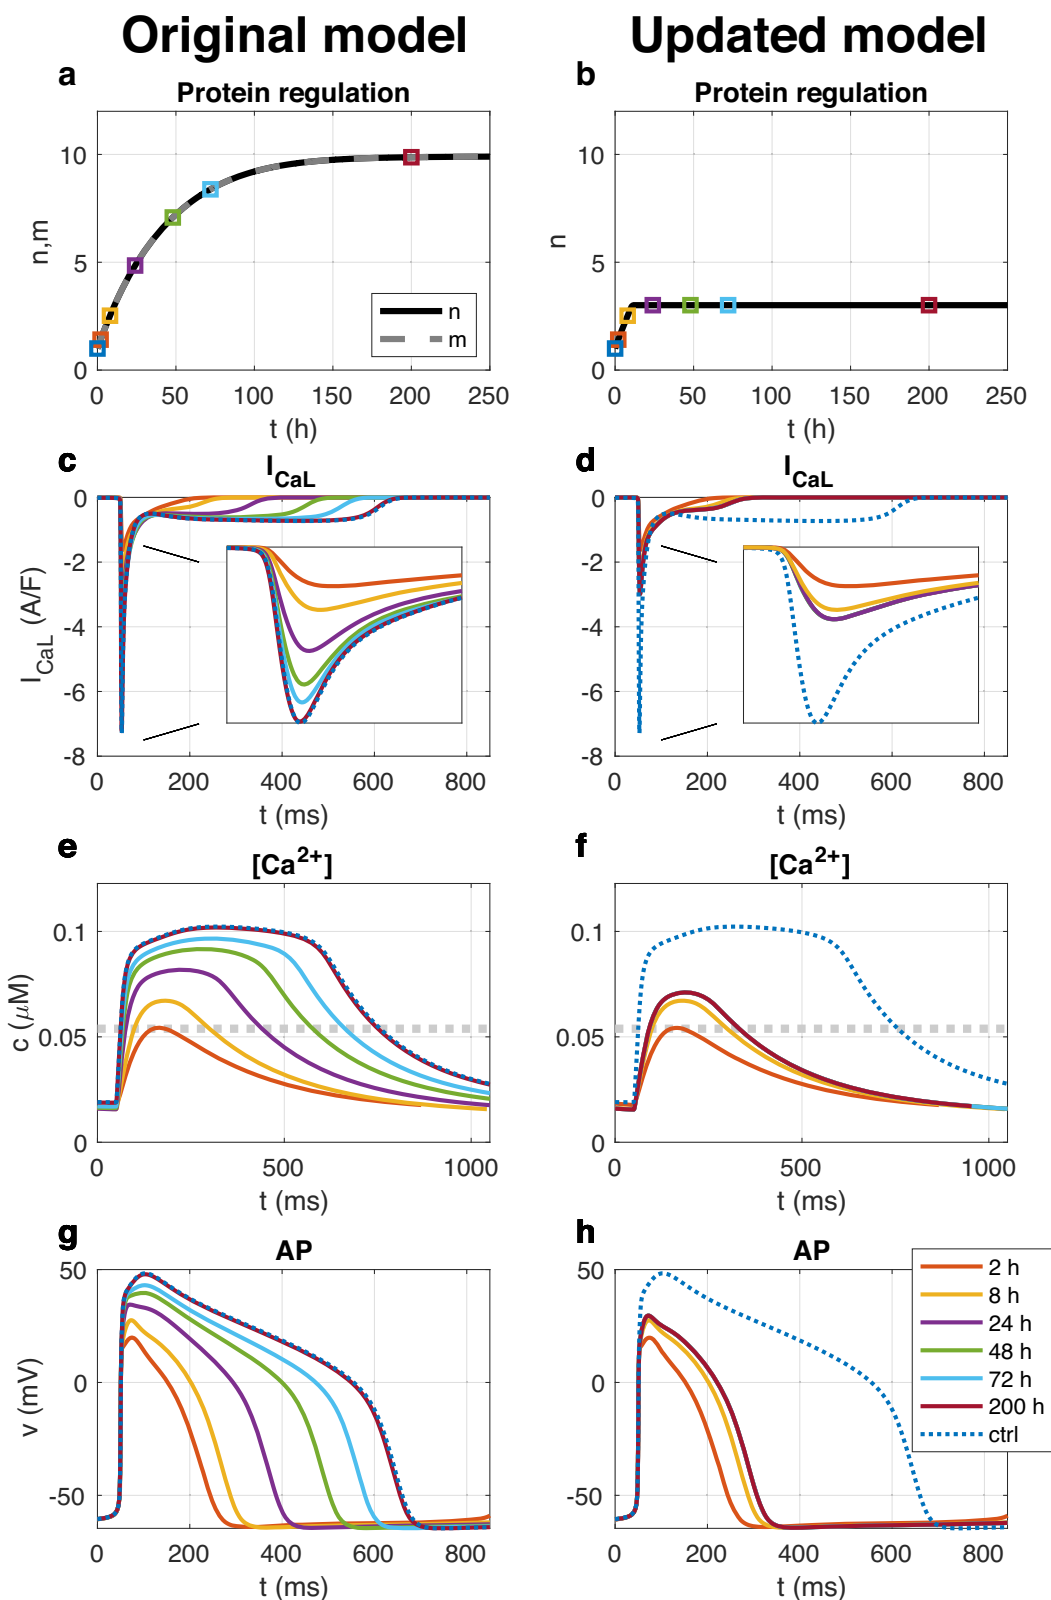 Original model
Updated model
a
Protein regulation
10
5
0
n,m
0 50 100 150 200 250
t (h)
n
m
b
Protein regulation
10
5
0
n
0 50 100 150 200 250
t (h)
c
I_CaL
0
-2
-4
-6
-8
I_CaL (A/F)
0 200 400 600 800
t (ms)
d
I_CaL
0
-2
-4
-6
-8
0 200 400 600 800
t (ms)
e
[Ca2+]
0.1
0.05
0
c (μM)
0 500 1000
t (ms)
f
[Ca2+]
0.1
0.05
0
0 500 1000
t (ms)
g
AP
50
0
-50
v (mV)
0 200 400 600 800
t (ms)
h
AP
50
0
-50
0 200 400 600 800
t (ms)
2 h
8 h
24 h
48 h
72 h
200 h
ctrl